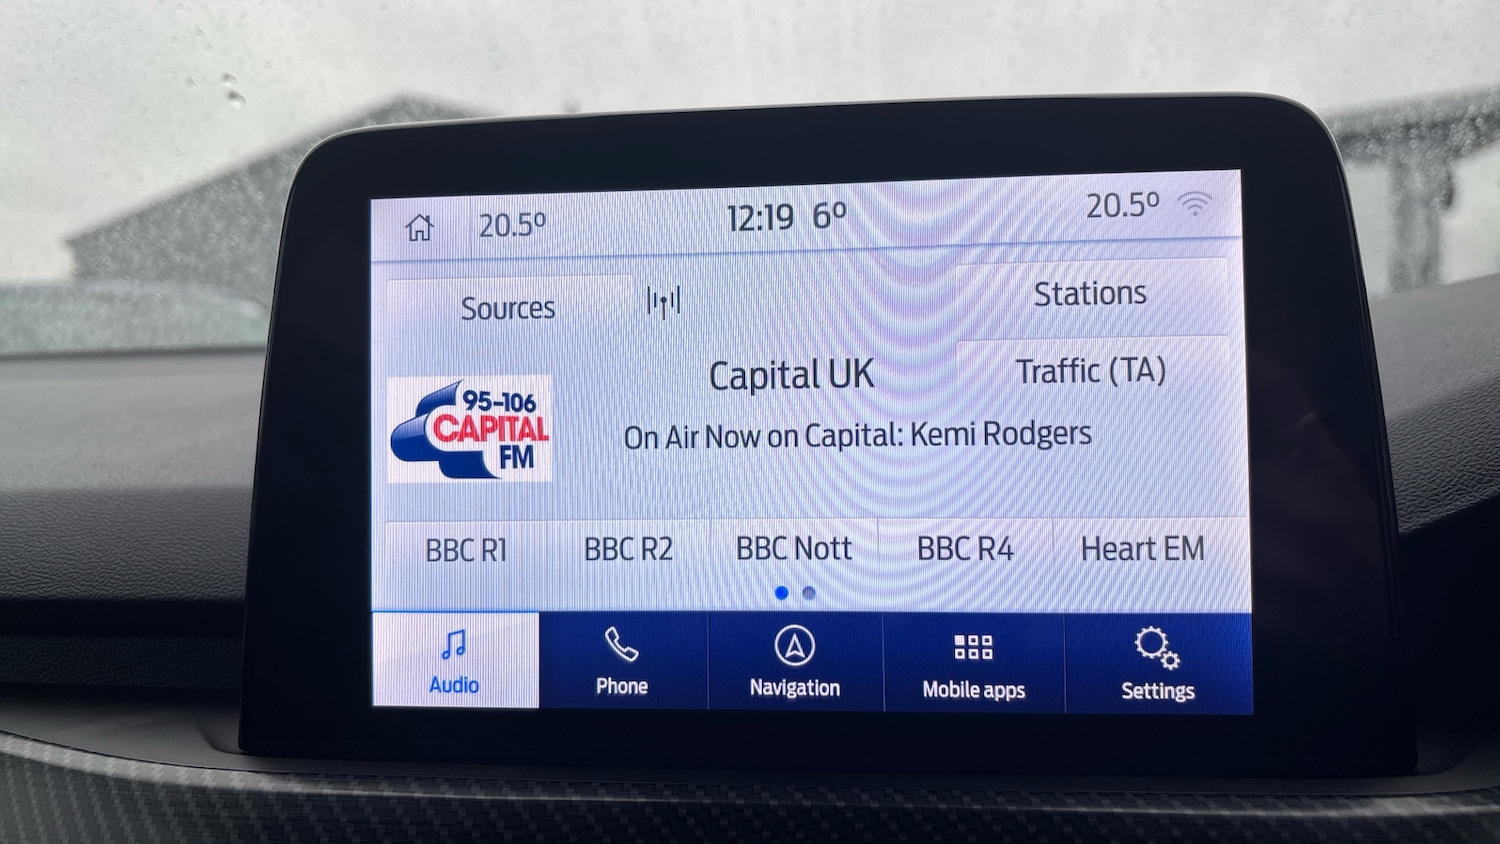 20.5° 12:19 6° 20.5°
Sources
Stations
Capital UK
Traffic (TA)
95-106
CAPITAL
FM
On Air Now on Capital: Kemi Rodgers
BBC R1 BBC R2 BBC Nott BBC R4 Heart EM
Audio Phone Navigation Mobile apps Settings